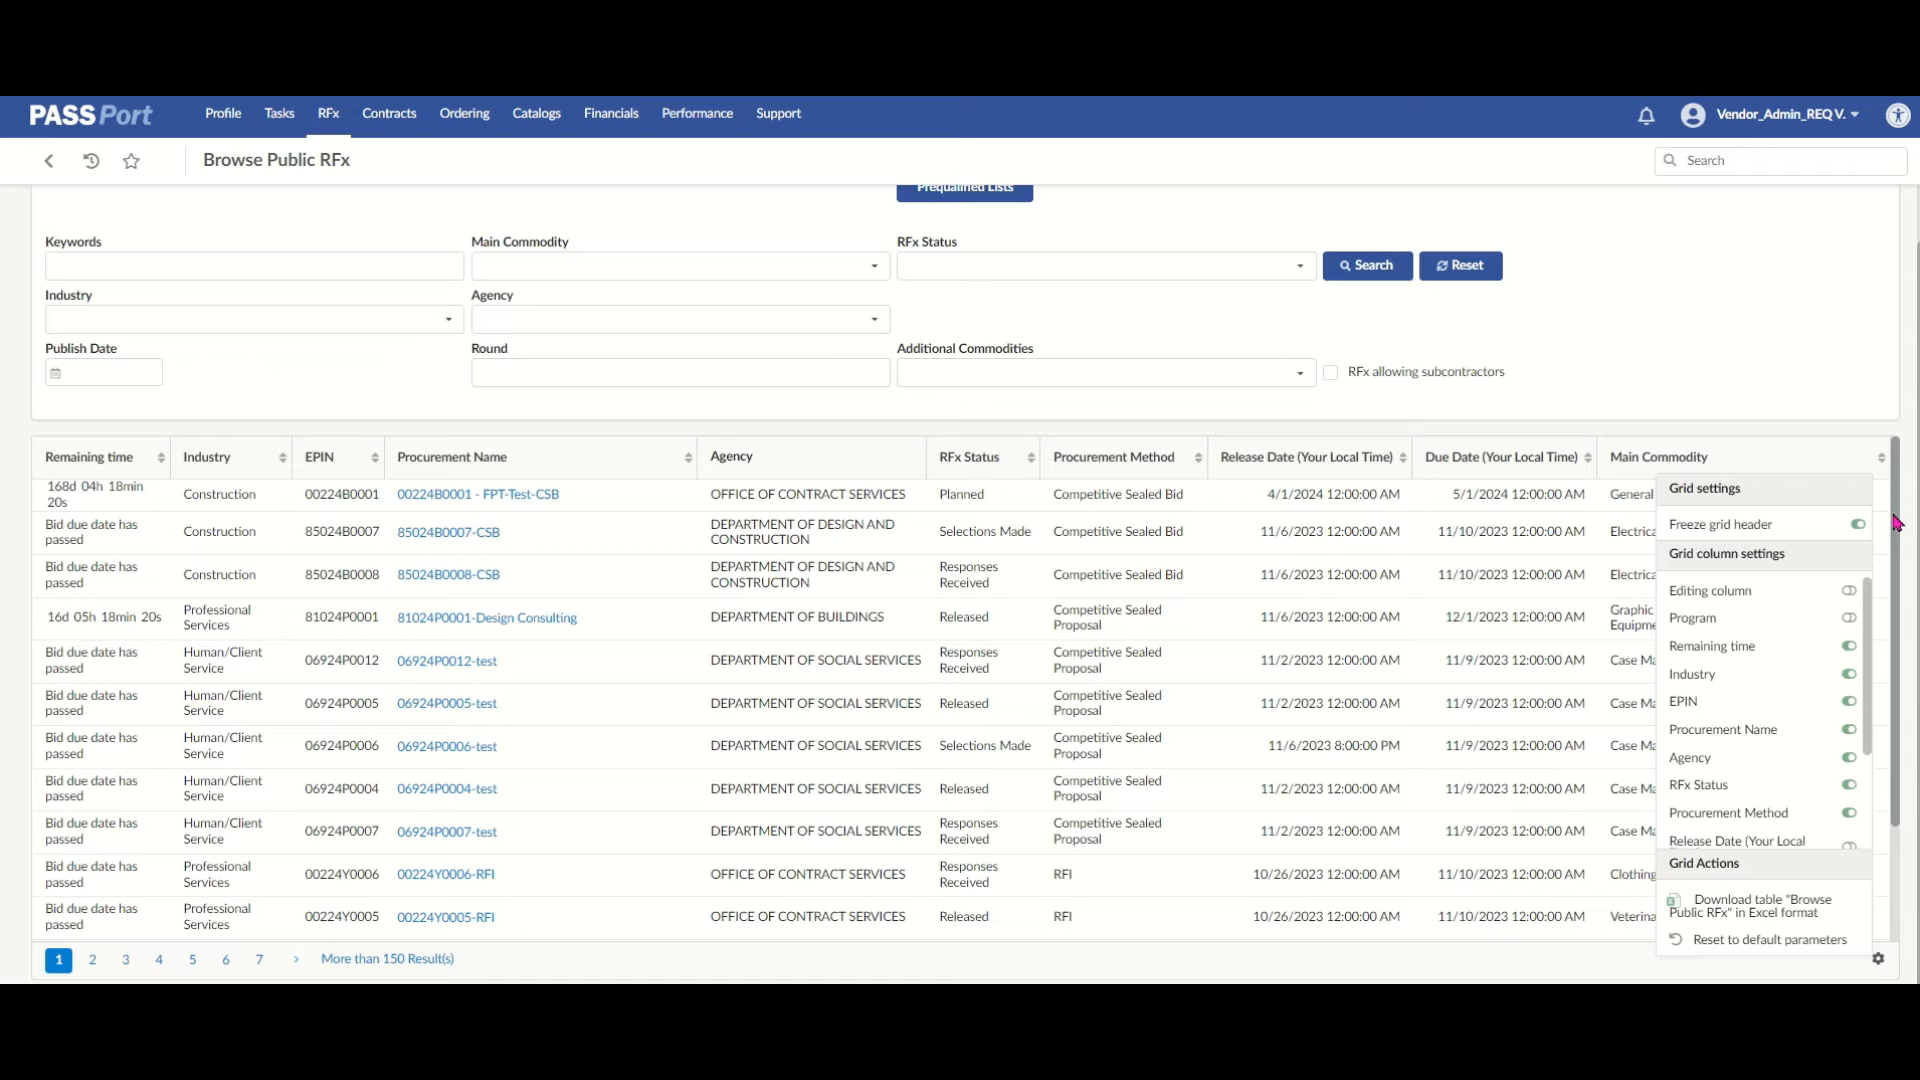 PASSPort
Profile Tasks RFx Contracts Ordering Catalogs Financials Performance Support
Vendor_Admin_REQ V.
Browse Public RFx
Search
Prequalified Lists
Keywords Main Commodity RFx Status
Search Reset
Industry Agency
Publish Date Round Additional Commodities
RFx allowing subcontractors
Remaining time Industry EPIN Procurement Name Agency RFx Status Procurement Method Release Date (Your Local Time) Due Date (Your Local Time) Main Commodity
168d 04h 18min 20s Construction 00224B0001 00224B0001 - FPT-Test-CSB OFFICE OF CONTRACT SERVICES Planned Competitive Sealed Bid 4/1/2024 12:00:00 AM 5/1/2024 12:00:00 AM General
Bid due date has passed Construction 85024B0007 85024B0007-CSB DEPARTMENT OF DESIGN AND CONSTRUCTION Selections Made Competitive Sealed Bid 11/6/2023 12:00:00 AM 11/10/2023 12:00:00 AM Electrica
Bid due date has passed Construction 85024B0008 85024B0008-CSB DEPARTMENT OF DESIGN AND CONSTRUCTION Responses Received Competitive Sealed Bid 11/6/2023 12:00:00 AM 11/10/2023 12:00:00 AM Electrica
16d 05h 18min 20s Professional Services 81024P0001 81024P0001-Design Consulting DEPARTMENT OF BUILDINGS Released Competitive Sealed Proposal 11/6/2023 12:00:00 AM 12/1/2023 12:00:00 AM Graphic Equipme
Bid due date has passed Human/Client Service 06924P0012 06924P0012-test DEPARTMENT OF SOCIAL SERVICES Responses Received Competitive Sealed Proposal 11/2/2023 12:00:00 AM 11/9/2023 12:00:00 AM Case Ma
Bid due date has passed Human/Client Service 06924P0005 06924P0005-test DEPARTMENT OF SOCIAL SERVICES Released Competitive Sealed Proposal 11/2/2023 12:00:00 AM 11/9/2023 12:00:00 AM Case Ma
Bid due date has passed Human/Client Service 06924P0006 06924P0006-test DEPARTMENT OF SOCIAL SERVICES Selections Made Competitive Sealed Proposal 11/6/2023 8:00:00 PM 11/9/2023 12:00:00 AM Case Ma
Bid due date has passed Human/Client Service 06924P0004 06924P0004-test DEPARTMENT OF SOCIAL SERVICES Released Competitive Sealed Proposal 11/2/2023 12:00:00 AM 11/9/2023 12:00:00 AM Case Ma
Bid due date has passed Human/Client Service 06924P0007 06924P0007-test DEPARTMENT OF SOCIAL SERVICES Responses Received Competitive Sealed Proposal 11/2/2023 12:00:00 AM 11/9/2023 12:00:00 AM Case Ma
Bid due date has passed Professional Services 00224Y0006 00224Y0006-RFI OFFICE OF CONTRACT SERVICES Responses Received RFI 10/26/2023 12:00:00 AM 11/10/2023 12:00:00 AM Clothing
Bid due date has passed Professional Services 00224Y0005 00224Y0005-RFI OFFICE OF CONTRACT SERVICES Released RFI 10/26/2023 12:00:00 AM 11/10/2023 12:00:00 AM Veterina
1 2 3 4 5 6 7 > More than 150 Result(s)
Grid settings
Freeze grid header
Grid column settings
Editing column
Program
Remaining time
Industry
EPIN
Procurement Name
Agency
RFx Status
Procurement Method
Release Date (Your Local
Grid Actions
Download table "Browse
Public RFx" in Excel format
Reset to default parameters